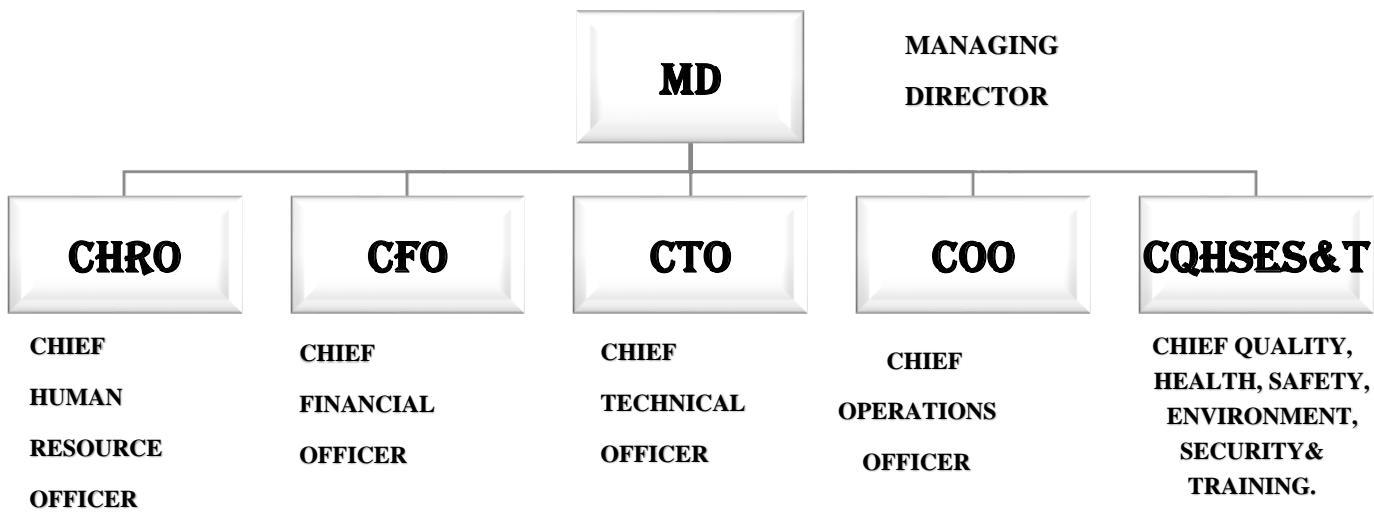 MD
MANAGING
DIRECTOR
CHRO
CFO
CTO
COO
CQHSES&T
CHIEF
HUMAN
RESOURCE
OFFICER
CHIEF
FINANCIAL
OFFICER
CHIEF
TECHNICAL
OFFICER
CHIEF
OPERATIONS
OFFICER
CHIEF QUALITY,
HEALTH, SAFETY,
ENVIRONMENT,
SECURITY&
TRAINING.